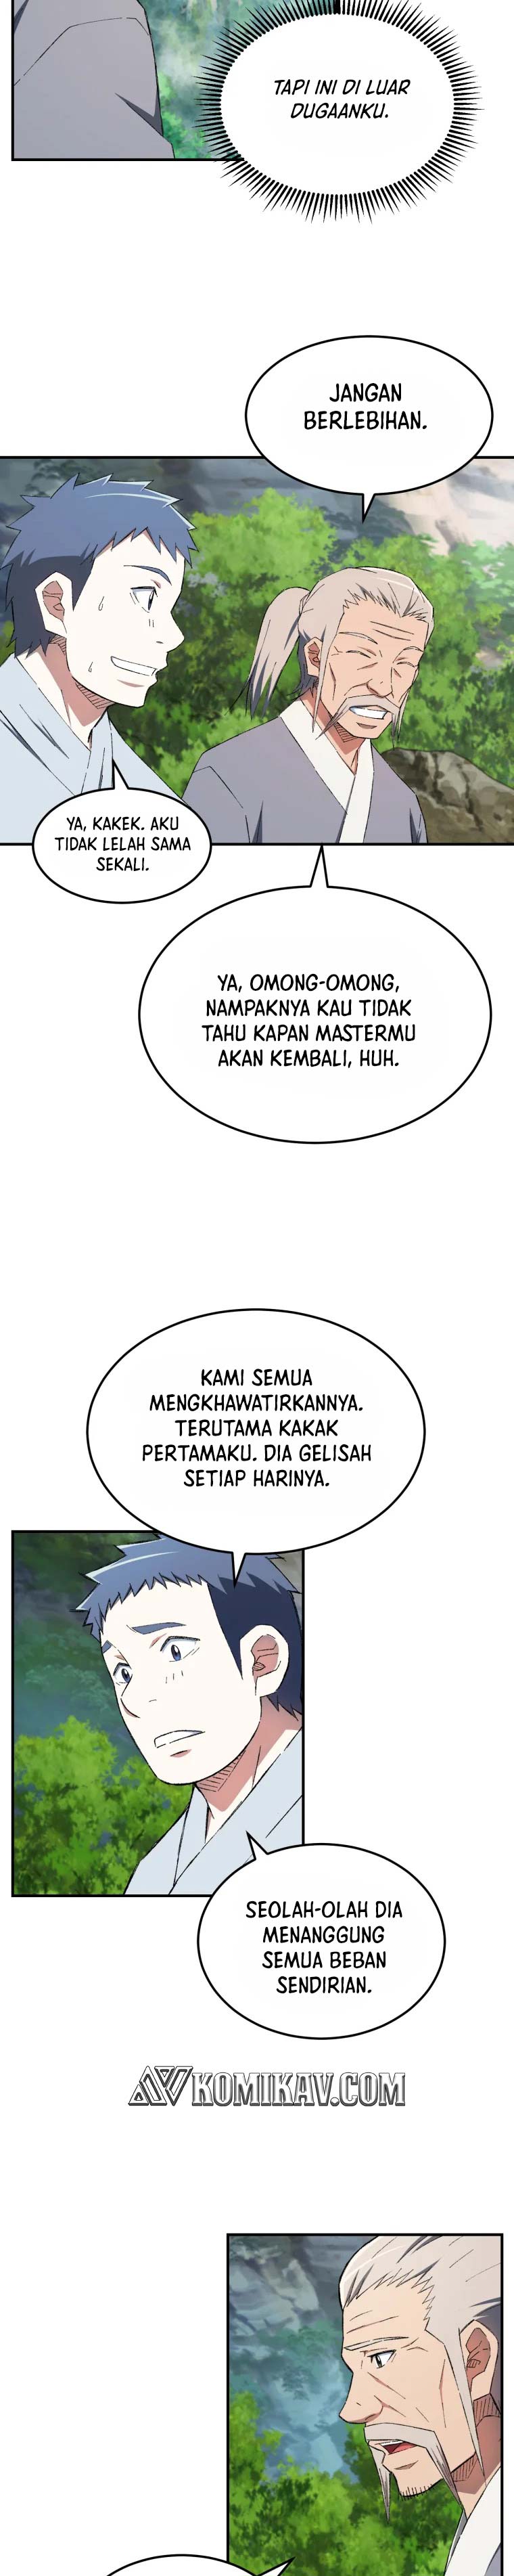 TAPI INI DI LUAR
DUGAANKU.
JANGAN
BERLEBIHAN.
YA, KAKEK. AKU
TIDAK LELAH SAMA
SEKALI.
YA, OMONG-OMONG,
NAMPAKNYA KAU TIDAK
TAHU KAPAN MASTERMU
AKAN KEMBALI, HUH.
KAMI SEMUA
MENGKHAWATIRKANNYA.
TERUTAMA KAKAK
PERTAMAKU. DIA GELISAH
SETIAP HARINYA.
SEOLAH-OLAH DIA
MENANGGUNG
SEMUA BEBAN
SENDIRIAN.
KOMIKAV.COM